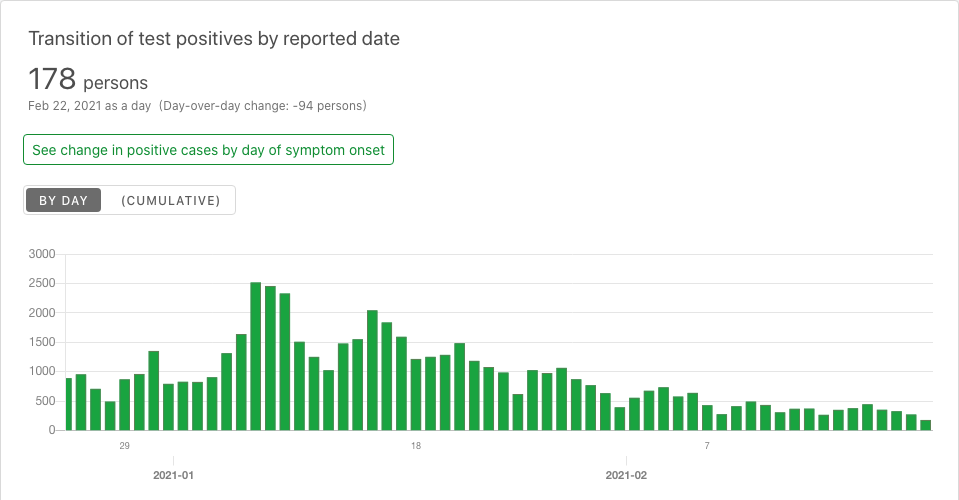 Transition of test positives by reported date
178 persons
Feb 22, 2021 as a day (Day-over-day change: -94 persons)
See change in positive cases by day of symptom onset
BY DAY (CUMULATIVE)
3000
2500
2000
1500
1000
500
0
29 18 7
2021-01 2021-02